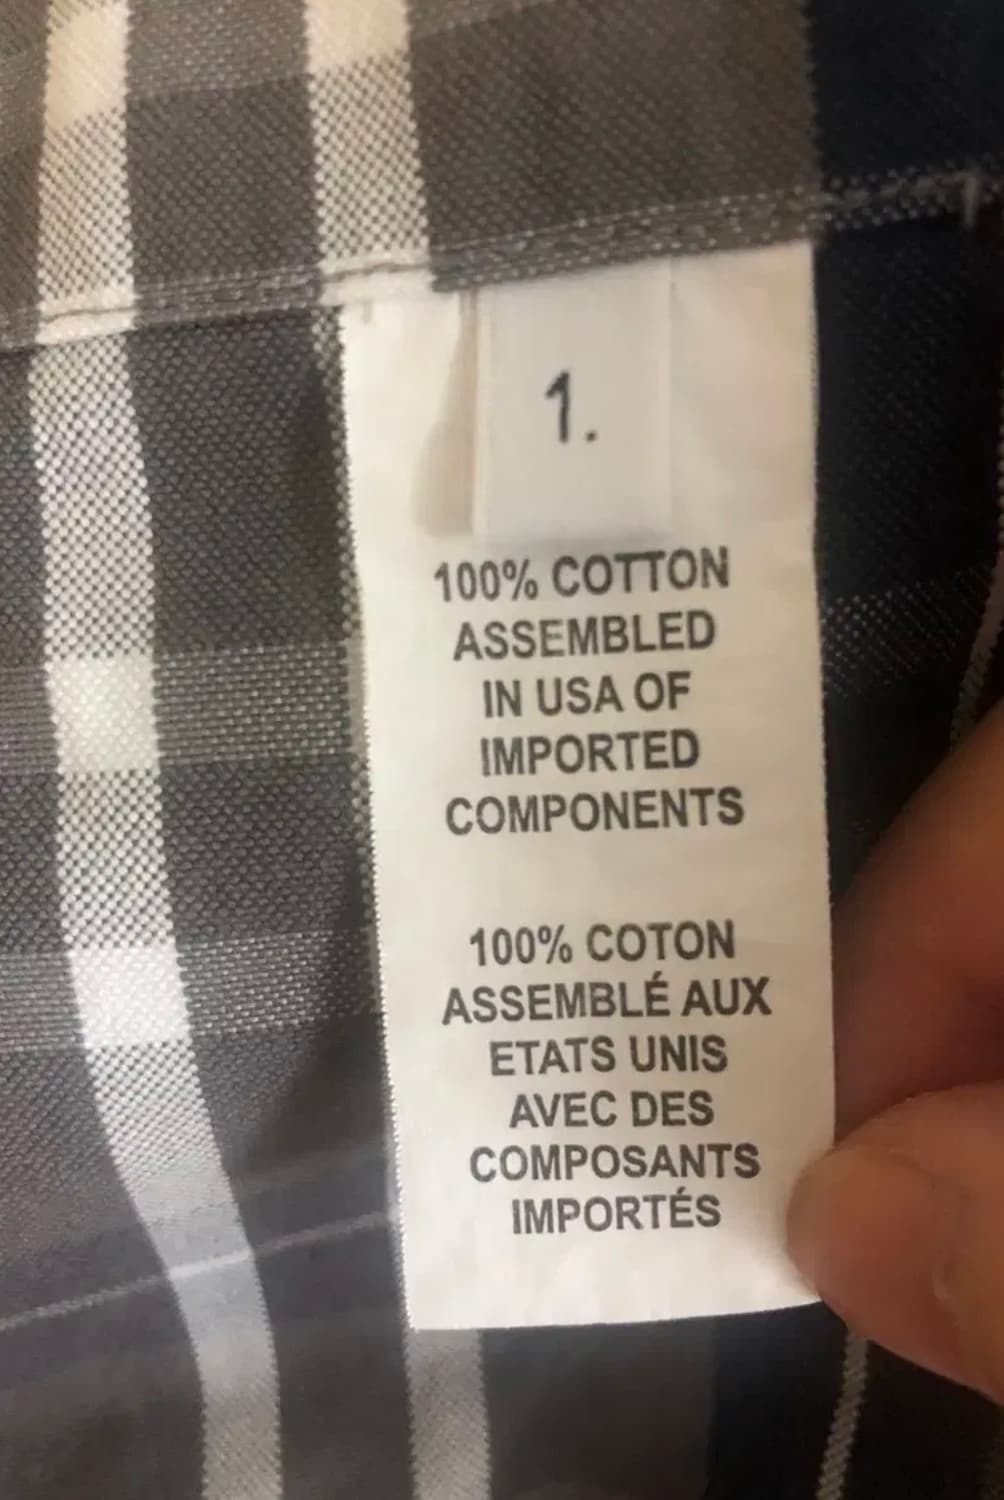 1.
100% COTTON
ASSEMBLED
IN USA OF
IMPORTED
COMPONENTS
100% COTON
ASSEMBLÉ AUX
ETATS UNIS
AVEC DES
COMPOSANTS
IMPORTÉS